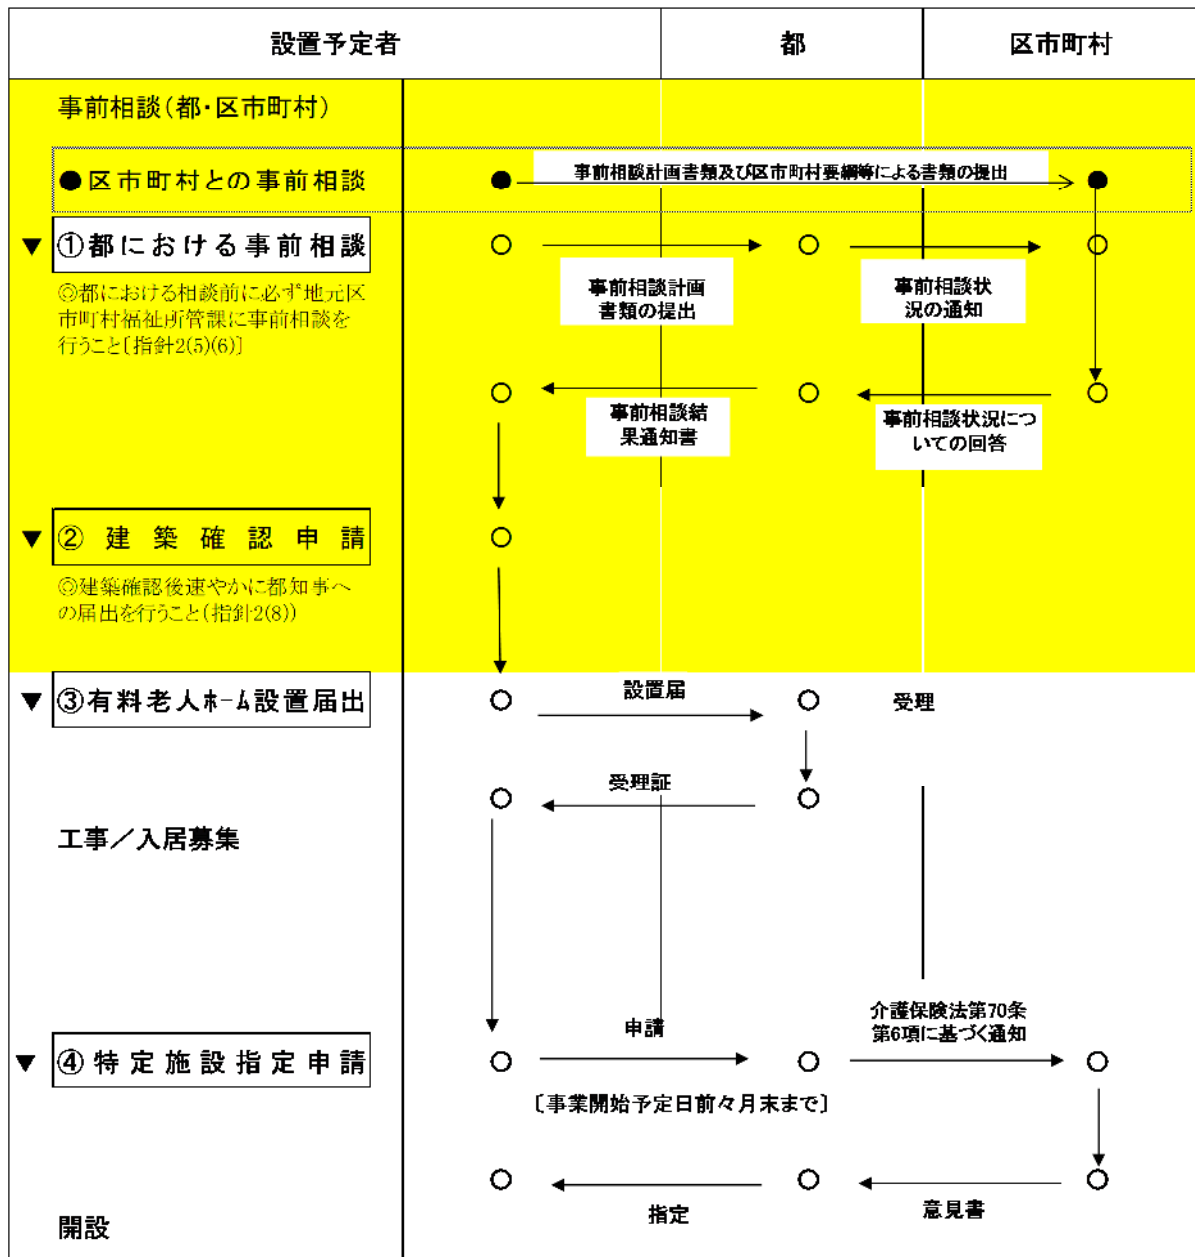 設置予定者
都
区市町村
事前相談(都・区市町村)
●区市町村との事前相談
事前相談計画書類及び区市町村要綱等による書類の提出
▼ ①都における事前相談
◎都における相談前に必ず地元区
市町村福祉所管課に事前相談を
行うこと〔指針2(5)(6)〕
事前相談計画
書類の提出
事前相談状
況の通知
事前相談結
果通知書
事前相談状況につ
いての回答
▼ ②建築確認申請
◎建築確認後速やかに都知事へ
の届出を行うこと(指針2(8))
▼ ③有料老人ホーム設置届出
設置届
受理
受理証
工事／入居募集
▼ ④特定施設指定申請
申請
介護保険法第70条
第6項に基づく通知
〔事業開始予定日前々月末まで〕
指定
意見書
開設